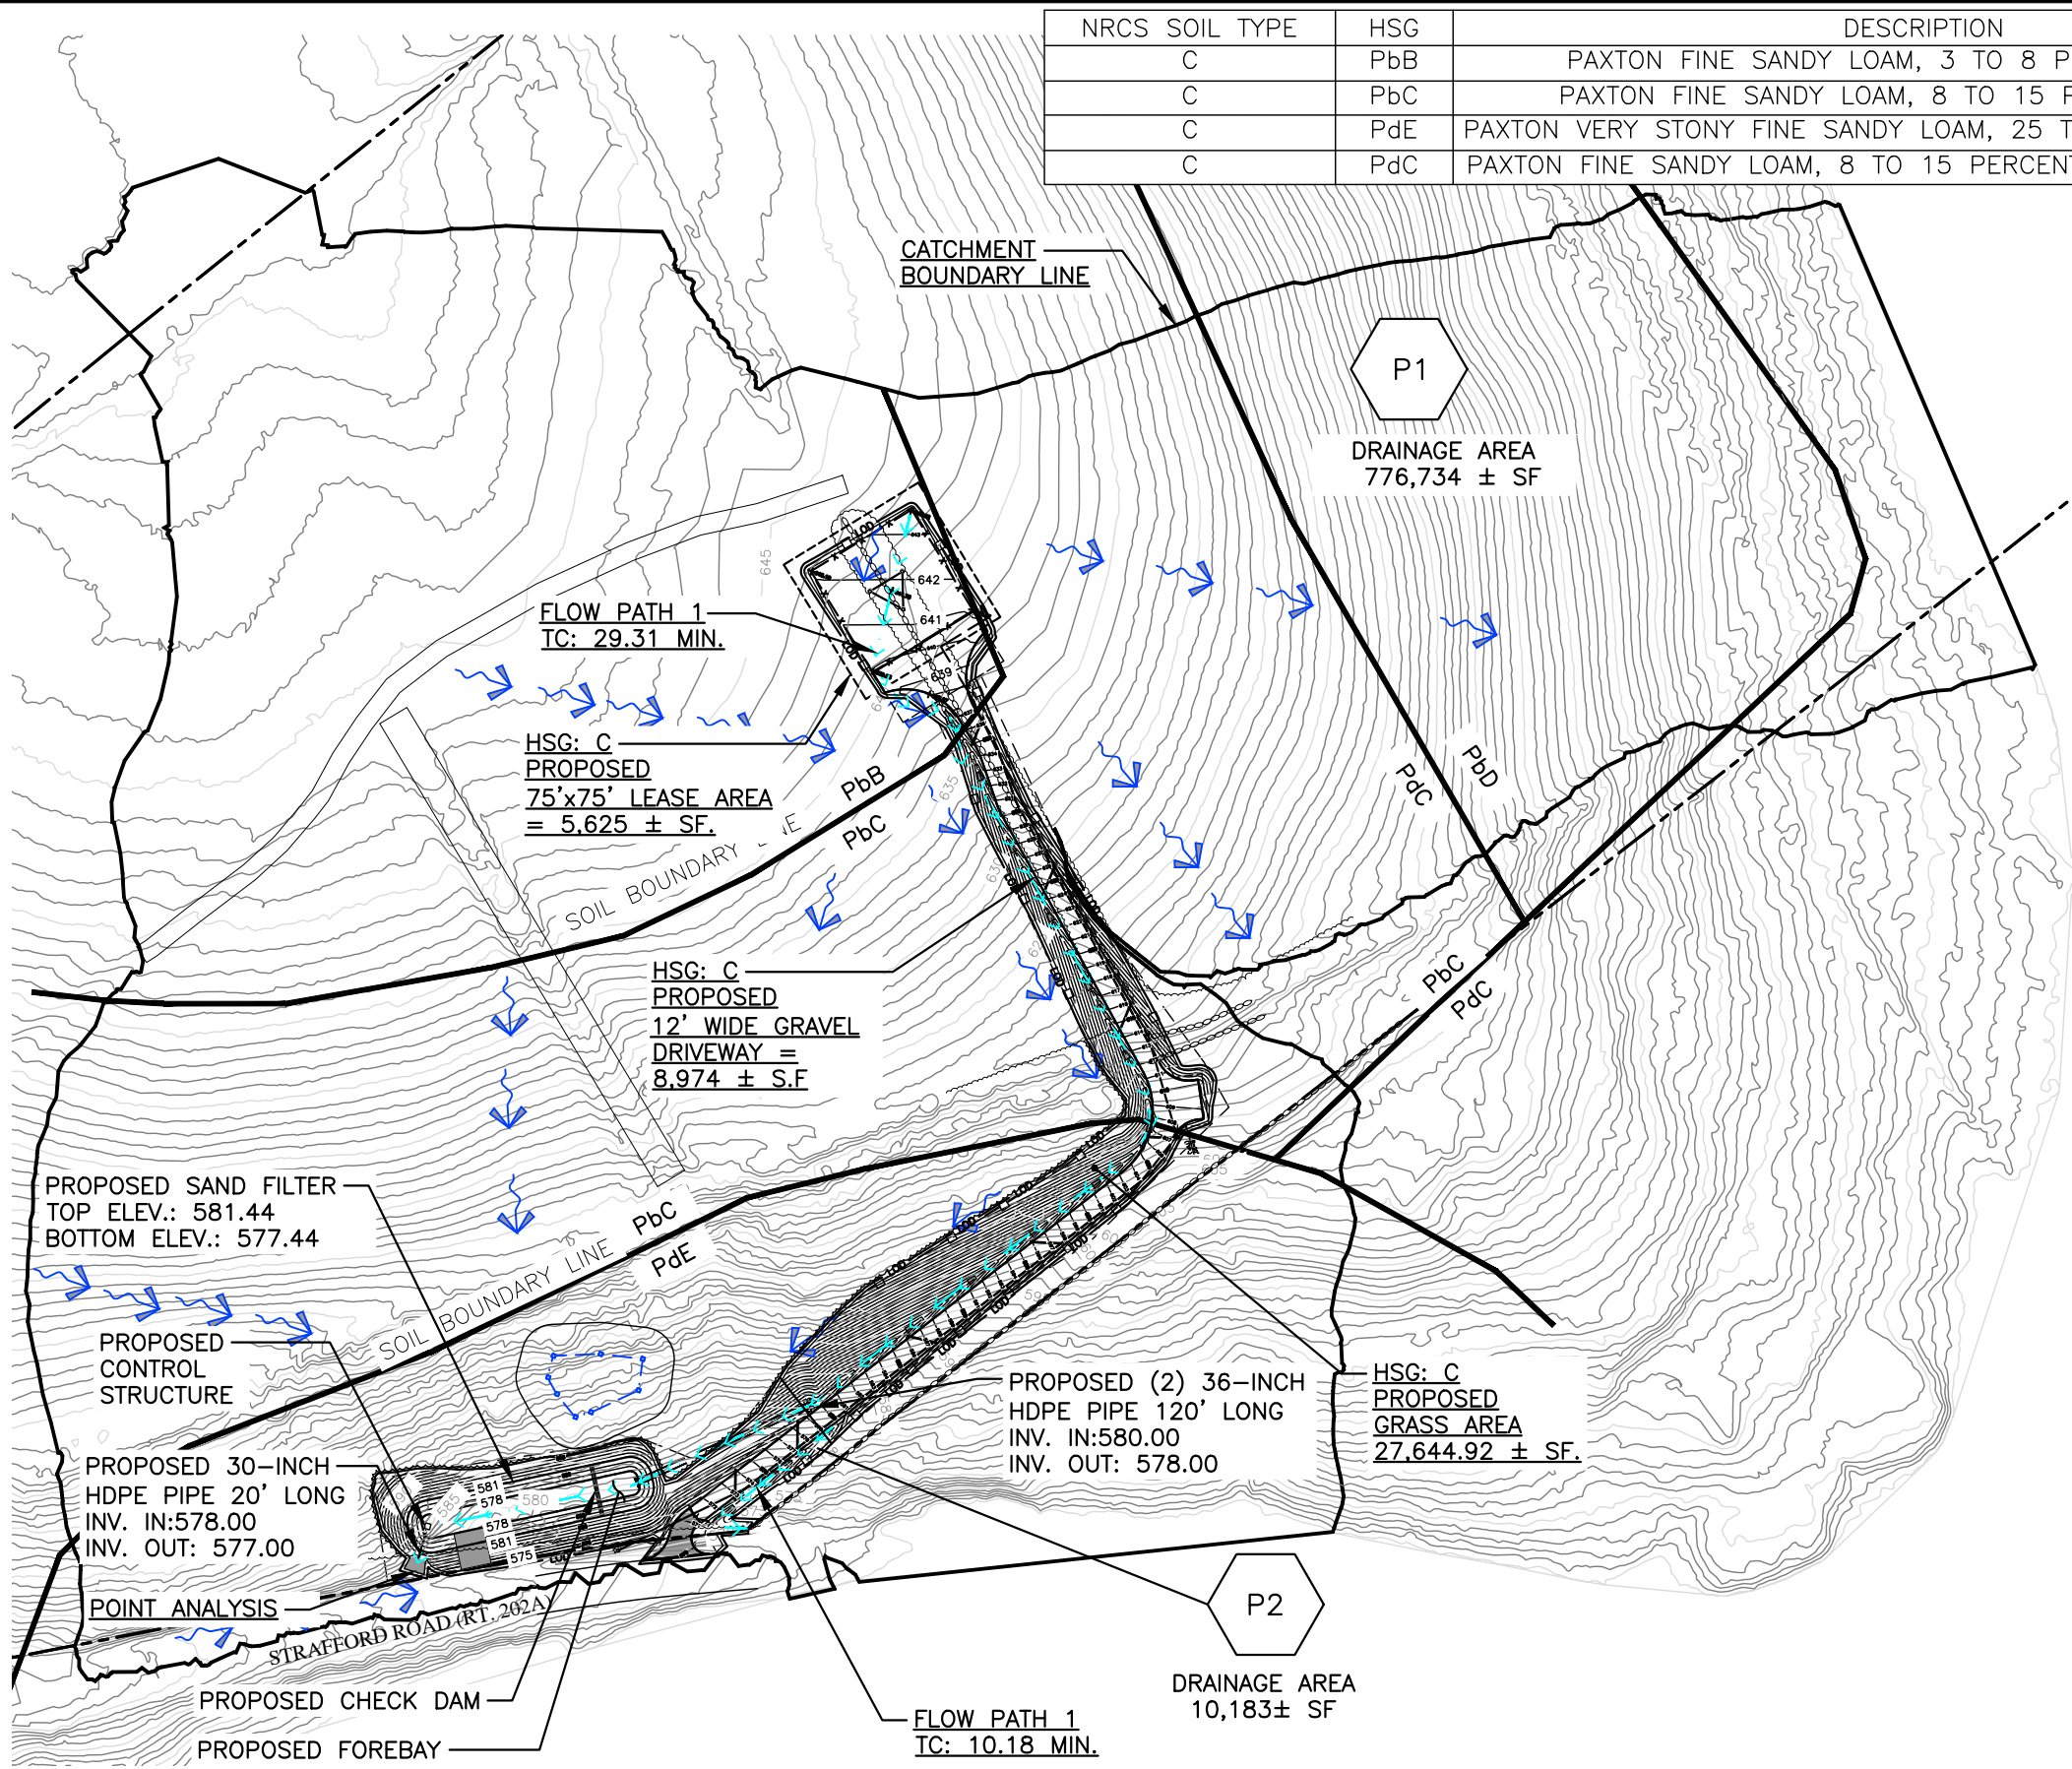 NRCS SOIL TYPE HSG DESCRIPTION
C PbB PAXTON FINE SANDY LOAM, 3 TO 8 P
C PbC PAXTON FINE SANDY LOAM, 8 TO 15
C PdE PAXTON VERY STONY FINE SANDY LOAM, 25 T
C PdC PAXTON FINE SANDY LOAM, 8 TO 15 PERCENT
CATCHMENT
BOUNDARY LINE
P1
DRAINAGE AREA
776,734 ± SF
645
642
641
639
FLOW PATH 1
TC: 29.31 MIN.
HSG: C
PROPOSED
75'x75' LEASE AREA
= 5,625 ± SF.
PbB
PbC
SOIL BOUNDARY
635
PdC
PbD
HSG: C
PROPOSED
12' WIDE GRAVEL
DRIVEWAY =
8,974 ± S.F
PbC
PdC
PROPOSED SAND FILTER
TOP ELEV.: 581.44
BOTTOM ELEV.: 577.44
SOIL BOUNDARY LINE
PbC
PdE
LOD
PROPOSED
CONTROL
STRUCTURE
PROPOSED (2) 36-INCH
HDPE PIPE 120' LONG
INV. IN:580.00
INV. OUT: 578.00
HSG: C
PROPOSED
GRASS AREA
27,644.92 ± SF.
PROPOSED 30-INCH
HDPE PIPE 20' LONG
INV. IN:578.00
INV. OUT: 577.00
585
581
578
580
578
581
575
POINT ANALYSIS
STRAFFORD ROAD (RT. 202A)
P2
DRAINAGE AREA
10,183± SF
PROPOSED CHECK DAM
FLOW PATH 1
TC: 10.18 MIN.
PROPOSED FOREBAY